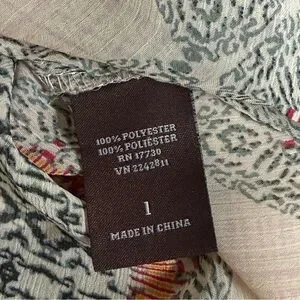 100% POLYESTER
100% POLIÉSTER
RN 17730
VN 2242811
1
MADE IN CHINA